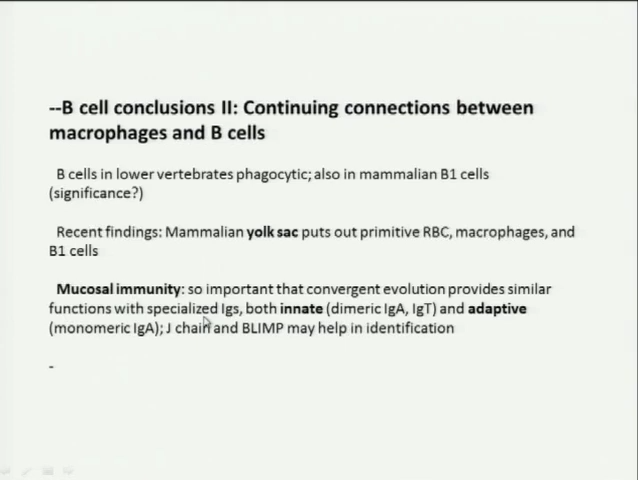 --B cell conclusions II: Continuing connections between
macrophages and B cells
B cells in lower vertebrates phagocytic; also in mammalian B1 cells
(significance?)
Recent findings: Mammalian yolk sac puts out primitive RBC, macrophages, and
B1 cells
Mucosal immunity: so important that convergent evolution provides similar
functions with specialized Igs, both innate (dimeric IgA, IgT) and adaptive
(monomeric IgA); J chain and BLIMP may help in identification
-